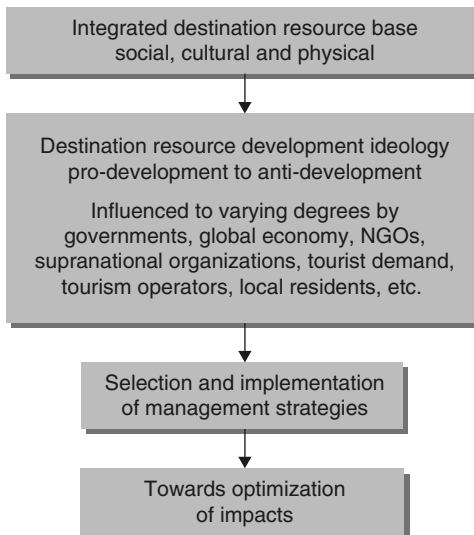 Integrated destination resource base
social, cultural and physical
Destination resource development ideology
pro-development to anti-development
Influenced to varying degrees by
governments, global economy, NGOs,
supranational organizations, tourist demand,
tourism operators, local residents, etc.
Selection and implementation
of management strategies
Towards optimization
of impacts